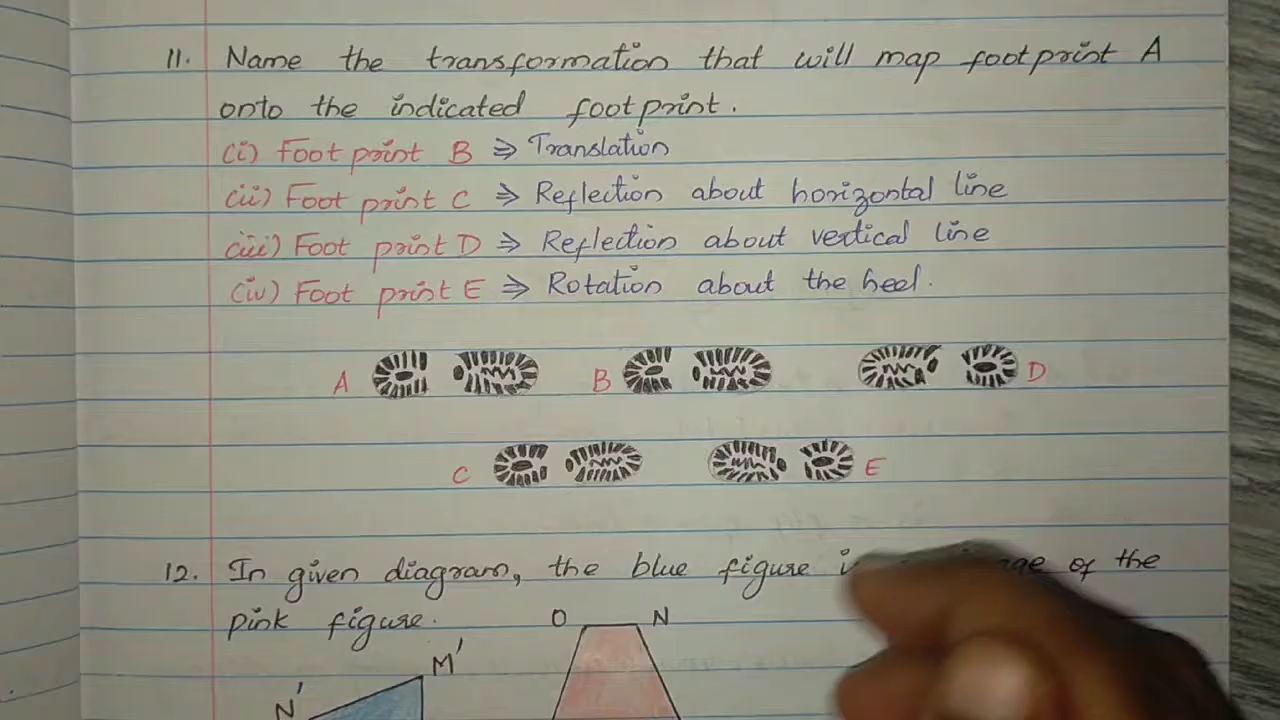 11. Name the transformation that will map footprint A
onto the indicated footprint.
(i) Foot print B ⇒ Translation
(ii) Foot print C ⇒ Reflection about horizontal line
(iii) Foot print D ⇒ Reflection about vertical line
(iv) Foot print E ⇒ Rotation about the heel.
A B D
C E
12. In given diagram, the blue figure of the
pink figure.
O N
M'
N'